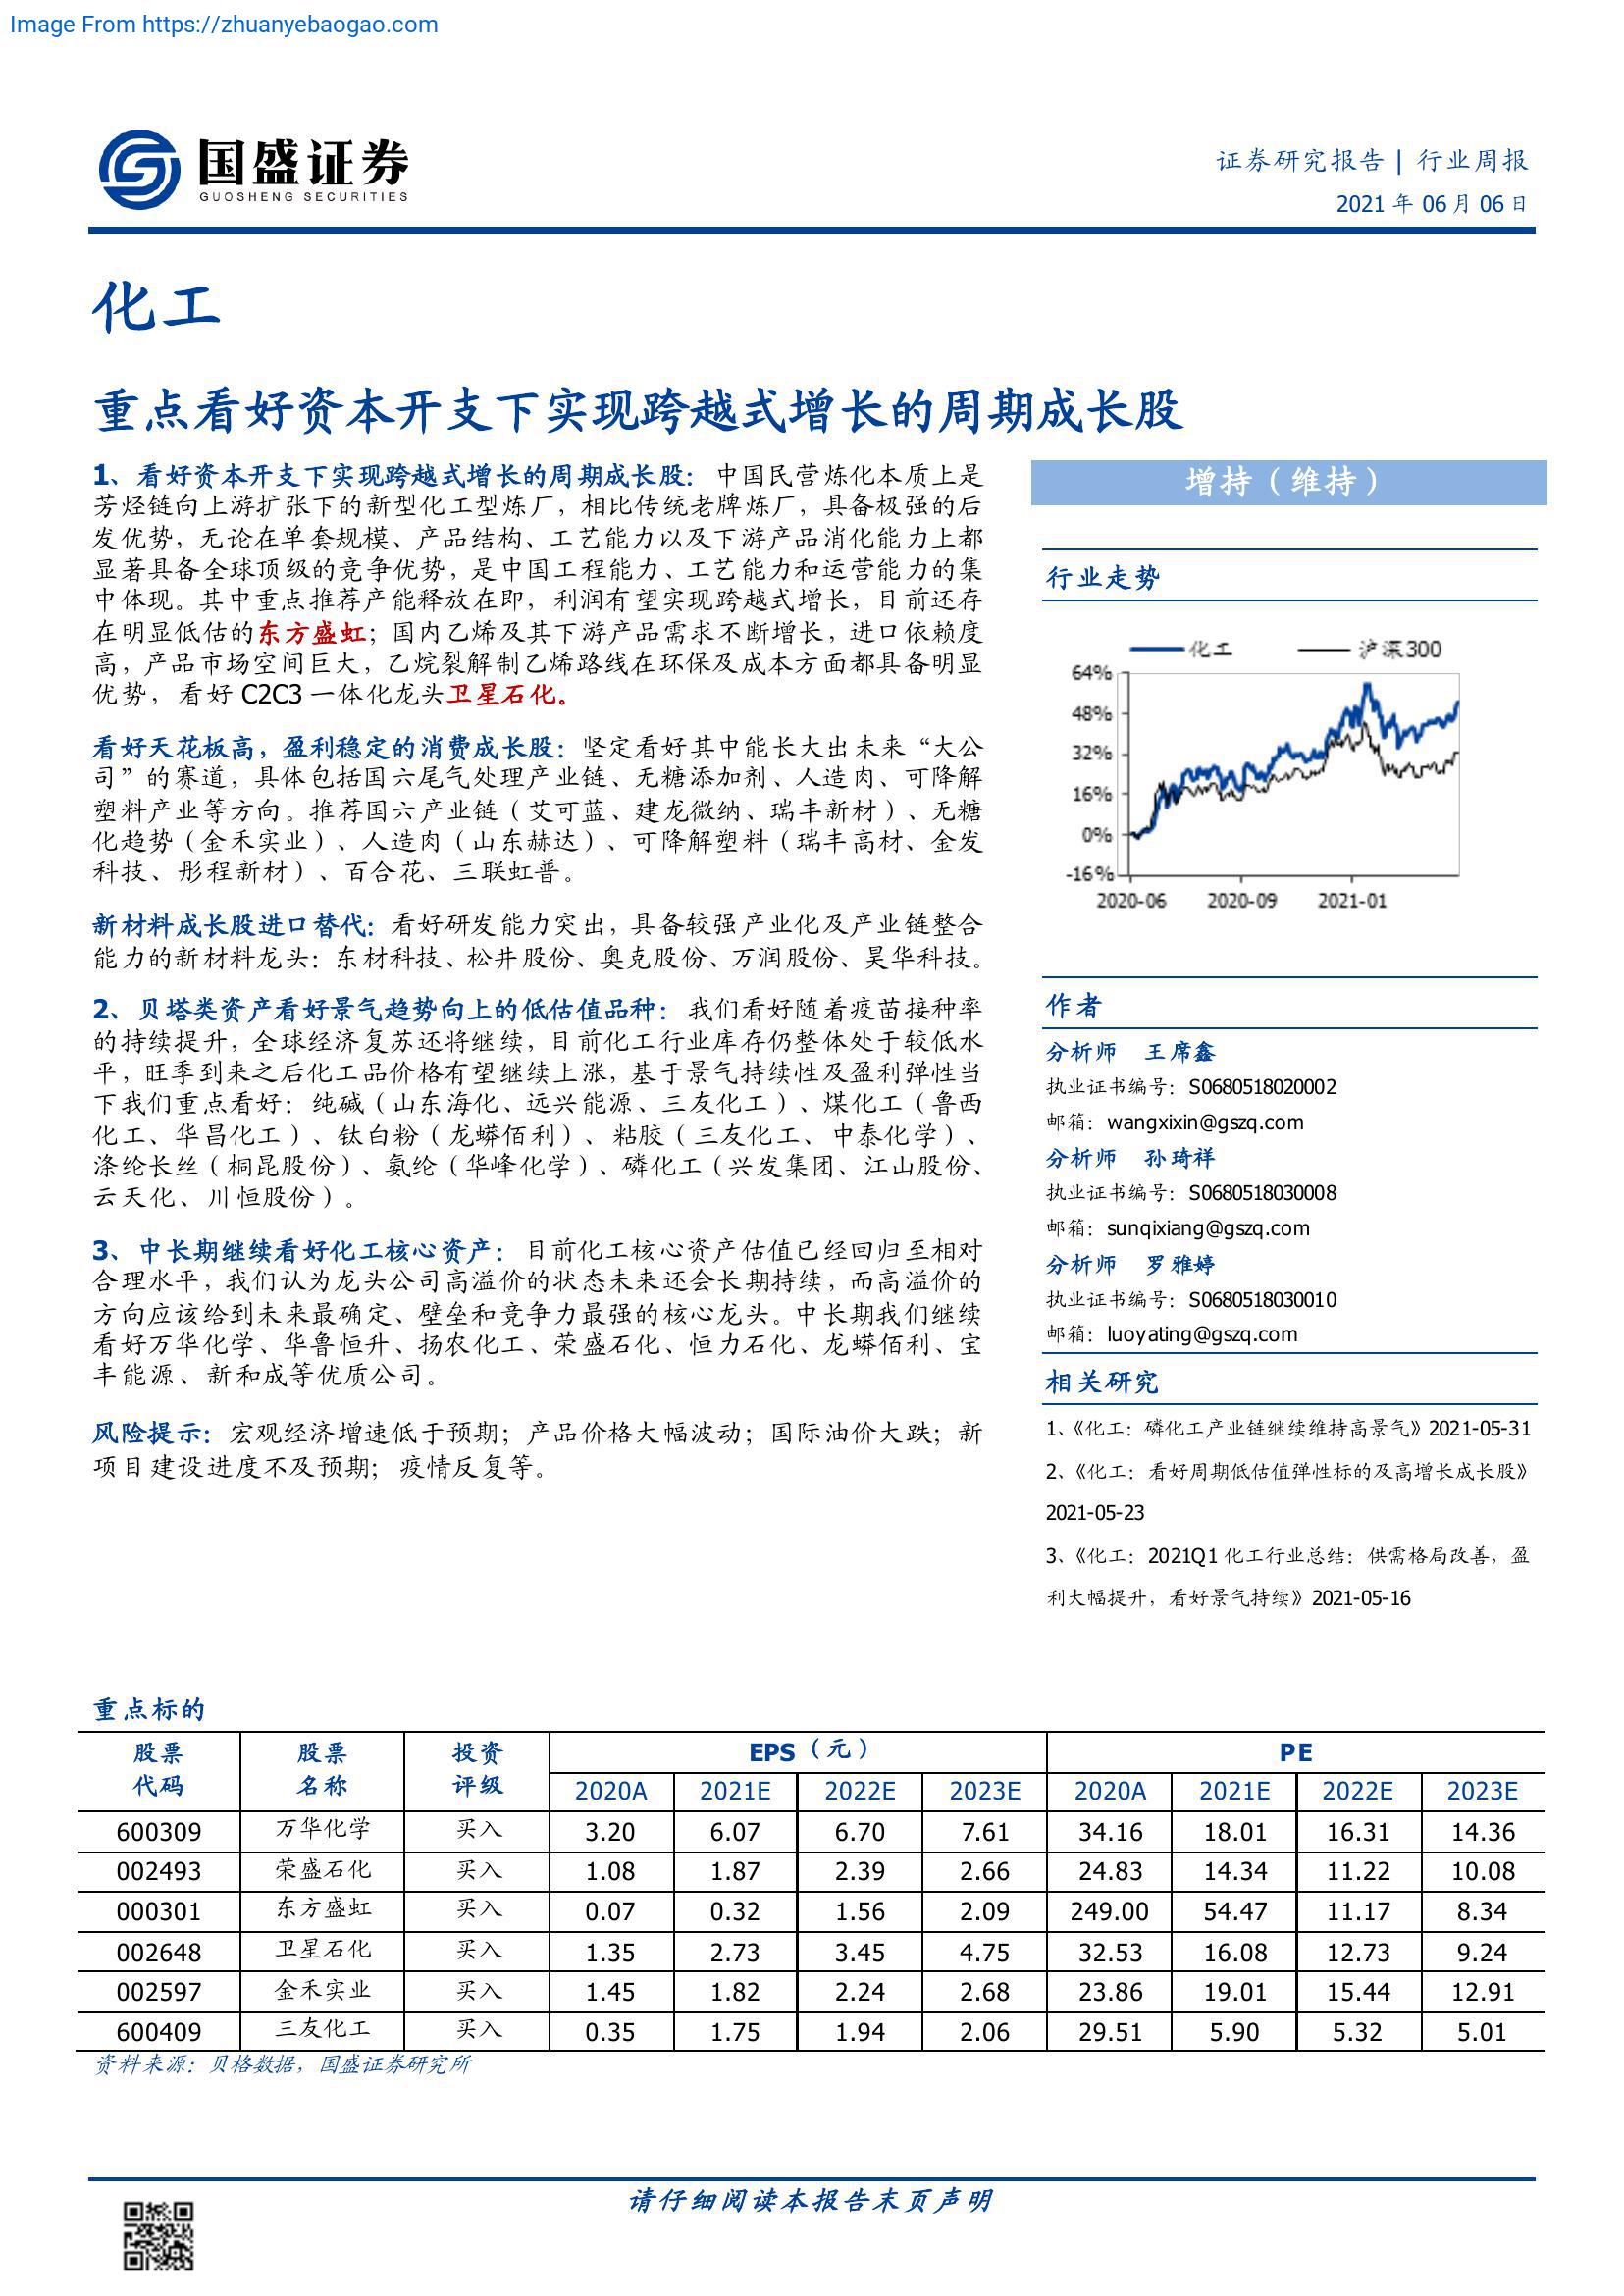 Image From https://zhuanyebaogao.com
国盛证券
GUOSHENG SECURITIES
证券研究报告 | 行业周报
2021 年 06 月 06 日
化工
重点看好资本开支下实现跨越式增长的周期成长股
1、看好资本开支下实现跨越式增长的周期成长股：中国民营炼化本质上是
芳烃链向上游扩张下的新型化工型炼厂，相比传统老牌炼厂，具备极强的后
发优势，无论在单套规模、产品结构、工艺能力以及下游产品消化能力上都
显著具备全球顶级的竞争优势，是中国工程能力、工艺能力和运营能力的集
中体现。其中重点推荐产能释放在即，利润有望实现跨越式增长，目前还存
在明显低估的东方盛虹；国内乙烯及其下游产品需求不断增长，进口依赖度
高，产品市场空间巨大，乙烷裂解制乙烯路线在环保及成本方面都具备明显
优势，看好 C2C3 一体化龙头卫星石化。
看好天花板高，盈利稳定的消费成长股：坚定看好其中能长大出未来“大公
司”的赛道，具体包括国六尾气处理产业链、无糖添加剂、人造肉、可降解
塑料产业等方向。推荐国六产业链（艾可蓝、建龙微纳、瑞丰新材）、无糖
化趋势（金禾实业）、人造肉（山东赫达）、可降解塑料（瑞丰高材、金发
科技、彤程新材）、百合花、三联虹普。
新材料成长股进口替代：看好研发能力突出，具备较强产业化及产业链整合
能力的新材料龙头：东材科技、松井股份、奥克股份、万润股份、昊华科技。
2、贝塔类资产看好景气趋势向上的低估值品种：我们看好随着疫苗接种率
的持续提升，全球经济复苏还将继续，目前化工行业库存仍整体处于较低水
平，旺季到来之后化工品价格有望继续上涨，基于景气持续性及盈利弹性当
下我们重点看好：纯碱（山东海化、远兴能源、三友化工）、煤化工（鲁西
化工、华昌化工）、钛白粉（龙蟒佰利）、粘胶（三友化工、中泰化学）、
涤纶长丝（桐昆股份）、氨纶（华峰化学）、磷化工（兴发集团、江山股份、
云天化、川恒股份）。
3、中长期继续看好化工核心资产：目前化工核心资产估值已经回归至相对
合理水平，我们认为龙头公司高溢价的状态未来还会长期持续，而高溢价的
方向应该给到未来最确定、壁垒和竞争力最强的核心龙头。中长期我们继续
看好万华化学、华鲁恒升、扬农化工、荣盛石化、恒力石化、龙蟒佰利、宝
丰能源、新和成等优质公司。
风险提示：宏观经济增速低于预期；产品价格大幅波动；国际油价大跌；新
项目建设进度不及预期；疫情反复等。
增持（维持）
行业走势
化工 沪深300
64%
48%
32%
16%
0%
-16%
2020-06 2020-09 2021-01
作者
分析师 王席鑫
执业证书编号：S0680518020002
邮箱：wangxixin@gszq.com
分析师 孙琦祥
执业证书编号：S0680518030008
邮箱：sunqixiang@gszq.com
分析师 罗雅婷
执业证书编号：S0680518030010
邮箱：luoyating@gszq.com
相关研究
1、《化工：磷化工产业链继续维持高景气》2021-05-31
2、《化工：看好周期低估值弹性标的及高增长成长股》
2021-05-23
3、《化工：2021Q1 化工行业总结：供需格局改善，盈
利大幅提升，看好景气持续》2021-05-16
重点标的
股票 股票 投资 EPS（元） PE
代码 名称 评级 2020A 2021E 2022E 2023E 2020A 2021E 2022E 2023E
600309 万华化学 买入 3.20 6.07 6.70 7.61 34.16 18.01 16.31 14.36
002493 荣盛石化 买入 1.08 1.87 2.39 2.66 24.83 14.34 11.22 10.08
000301 东方盛虹 买入 0.07 0.32 1.56 2.09 249.00 54.47 11.17 8.34
002648 卫星石化 买入 1.35 2.73 3.45 4.75 32.53 16.08 12.73 9.24
002597 金禾实业 买入 1.45 1.82 2.24 2.68 23.86 19.01 15.44 12.91
600409 三友化工 买入 0.35 1.75 1.94 2.06 29.51 5.90 5.32 5.01
资料来源：贝格数据，国盛证券研究所
请仔细阅读本报告末页声明